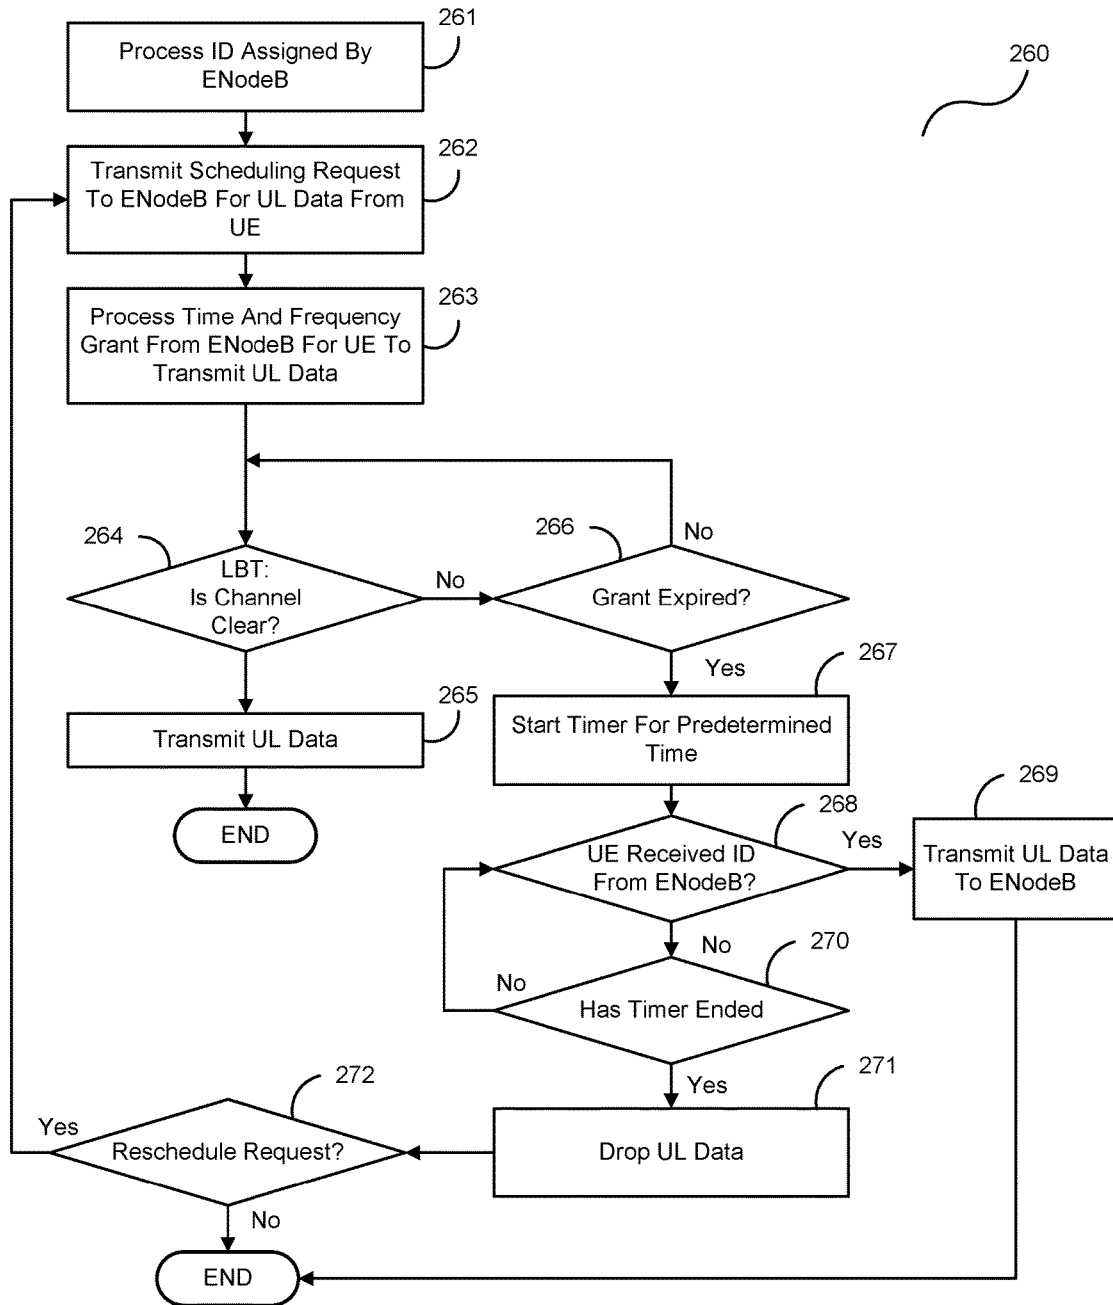 261
Process ID Assigned By
ENodeB
260
262
Transmit Scheduling Request
To ENodeB For UL Data From
UE
263
Process Time And Frequency
Grant From ENodeB For UE To
Transmit UL Data
264
LBT:
Is Channel
Clear?
No
266
No
Grant Expired?
Yes
267
265
Transmit UL Data
Start Timer For Predetermined
Time
END
268
269
UE Received ID
From ENodeB?
Yes
Transmit UL Data
To ENodeB
No
270
No
Has Timer Ended
Yes
271
272
Yes
Reschedule Request?
Drop UL Data
No
END